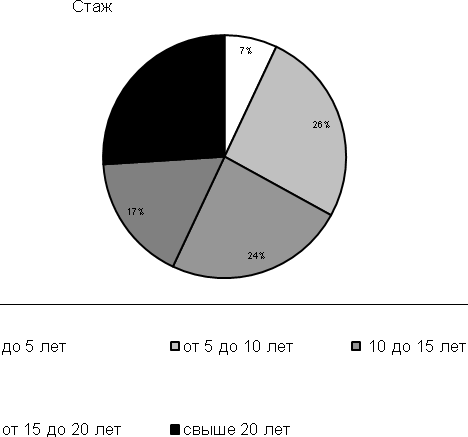 Стаж
7%
26%
24%
17%
до 5 лет
от 5 до 10 лет
10 до 15 лет
от 15 до 20 лет
свыше 20 лет